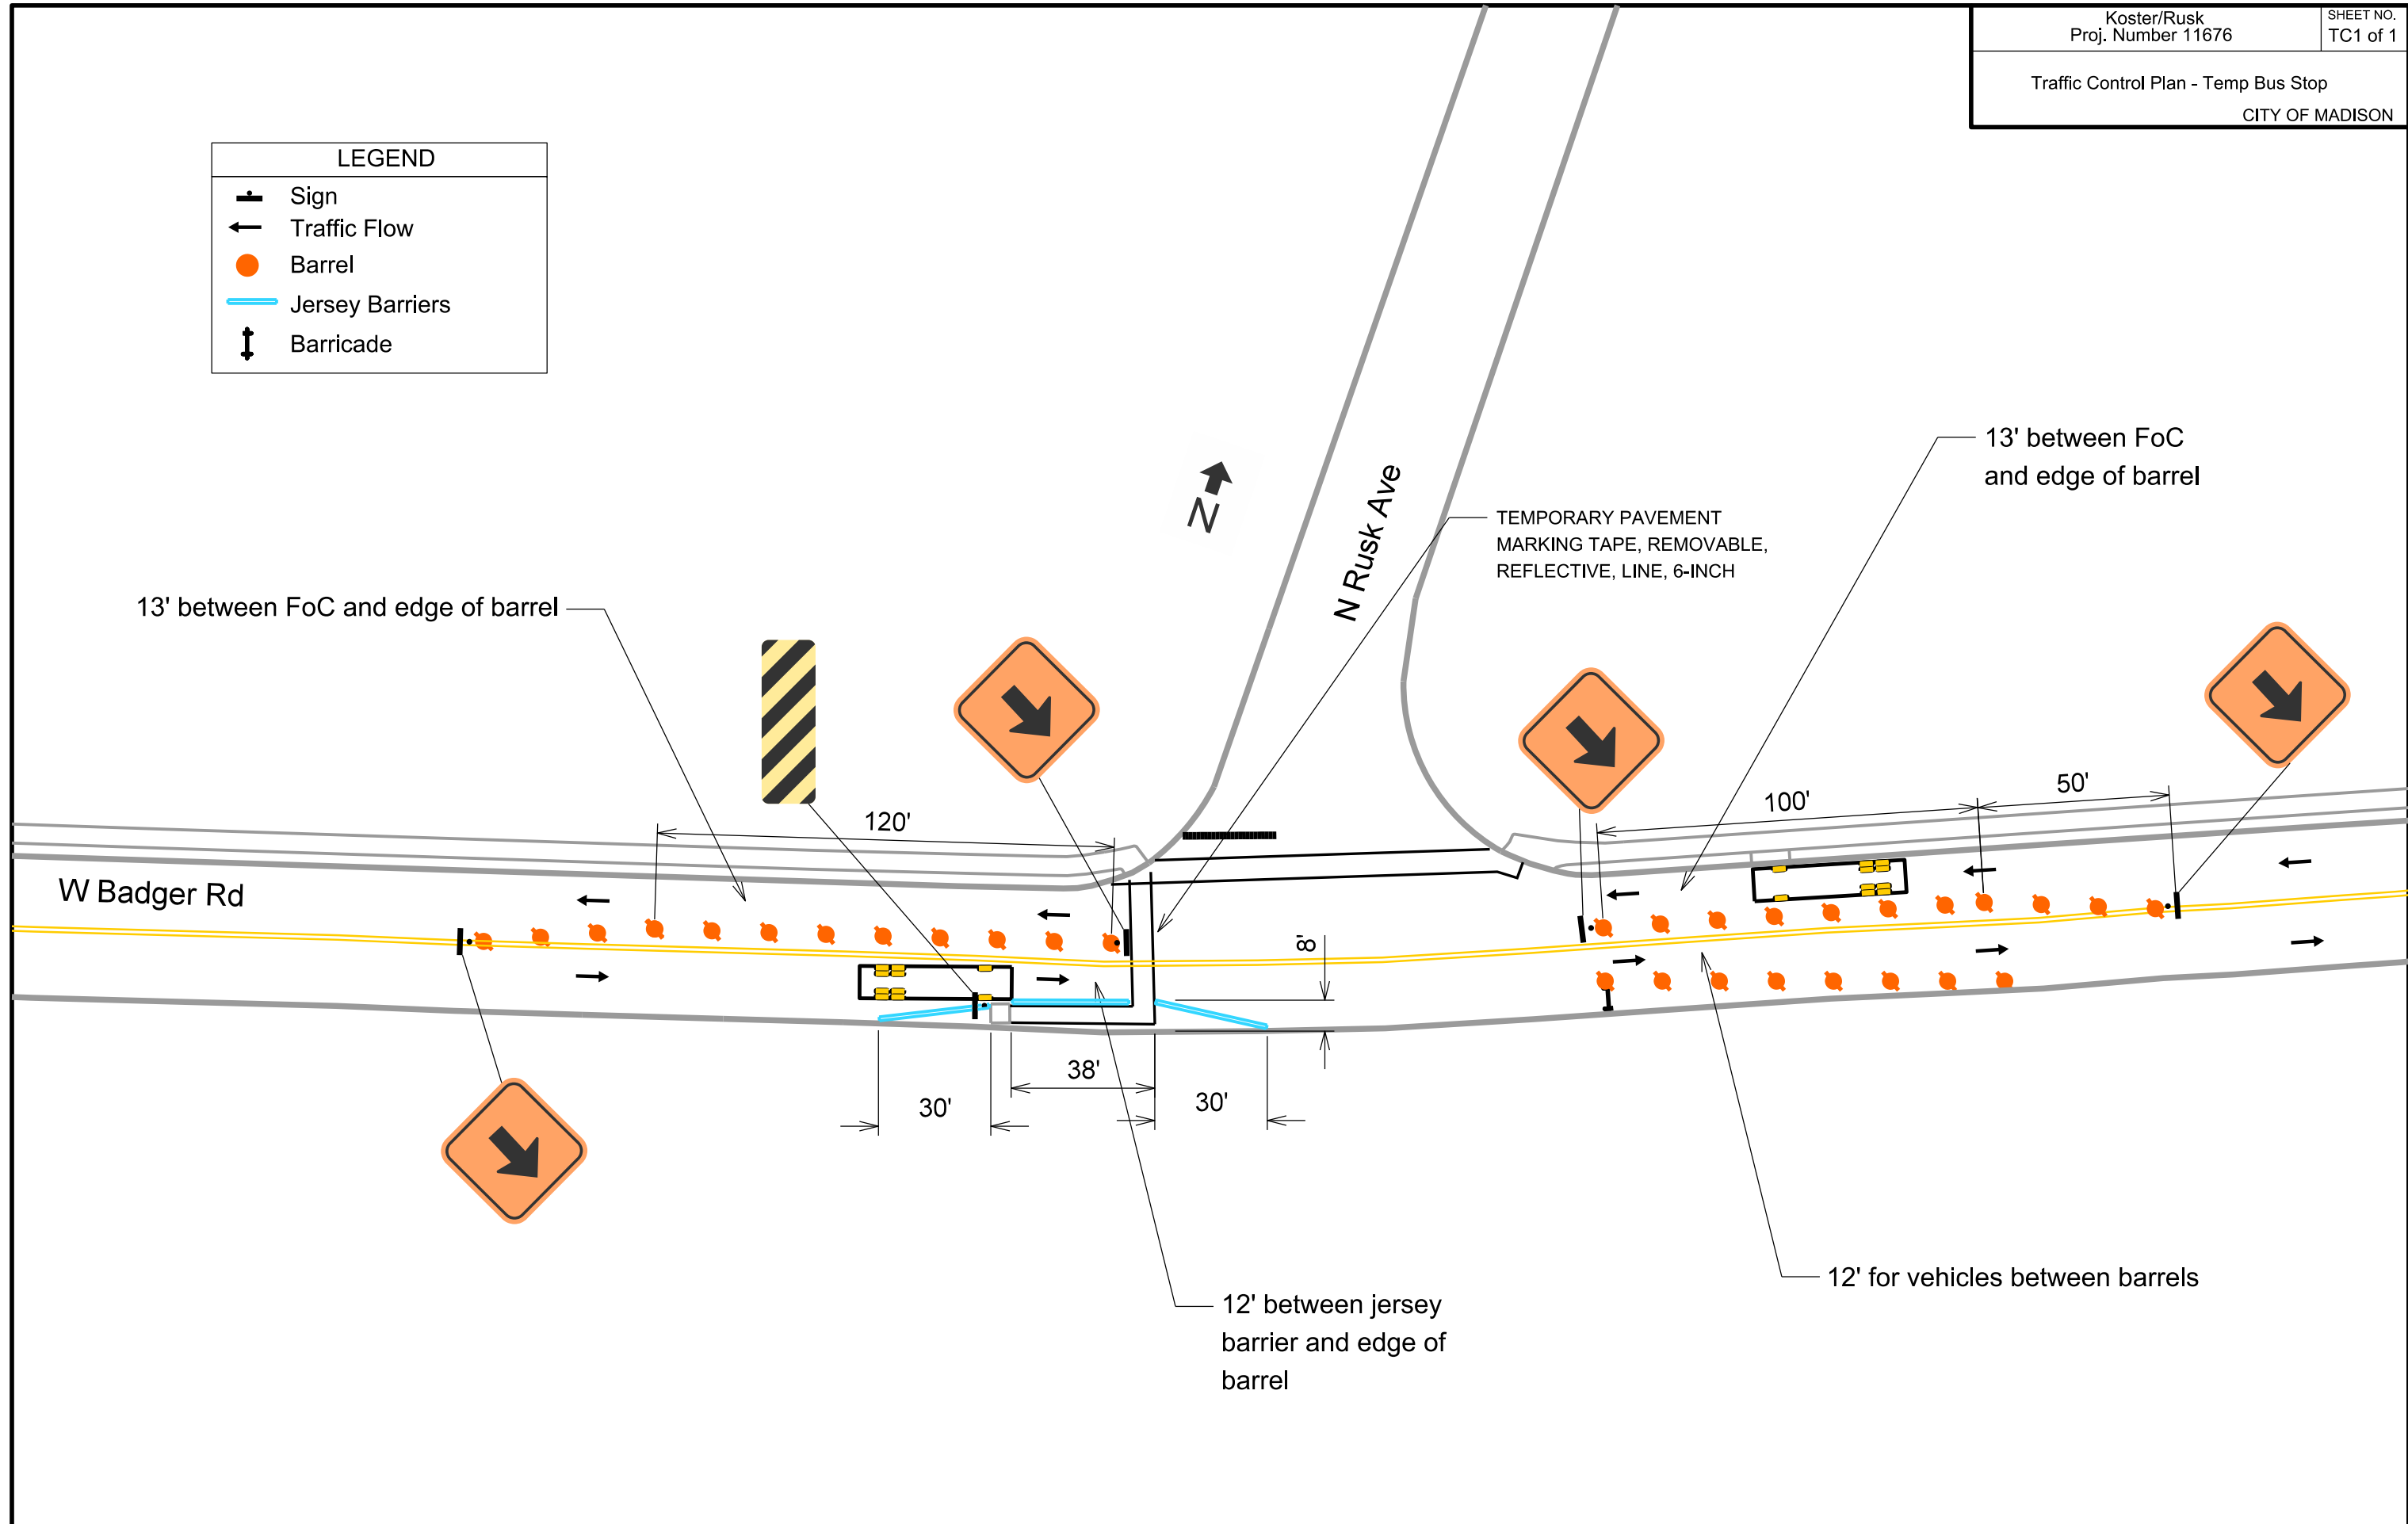 Koster/Rusk
Proj. Number 11676
SHEET NO.
TC1 of 1
Traffic Control Plan - Temp Bus Stop
CITY OF MADISON
LEGEND
Sign
Traffic Flow
Barrel
Jersey Barriers
Barricade
13' between FoC
and edge of barrel
N
N Rusk Ave
TEMPORARY PAVEMENT
MARKING TAPE, REMOVABLE,
REFLECTIVE, LINE, 6-INCH
13' between FoC and edge of barrel
120'
100'
50'
W Badger Rd
8'
38'
30'
30'
12' between jersey
barrier and edge of
barrel
12' for vehicles between barrels